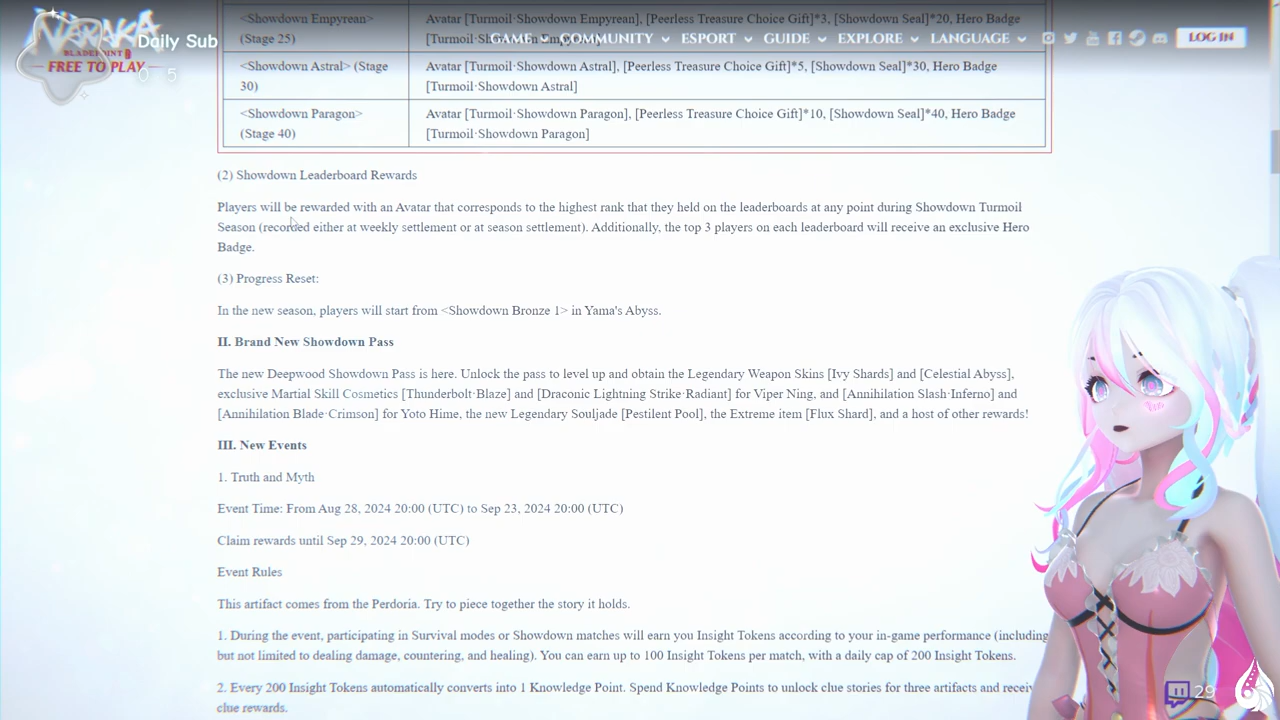 NARAKA
BLADEPOINT
FREE TO PLAY
Daily Sub
0 5
GAME COMMUNITY ESPORT GUIDE EXPLORE LANGUAGE LOG IN
<Showdown Empyrean> (Stage 25)
Avatar [Turmoil·Showdown Empyrean], [Peerless Treasure Choice Gift]*3, [Showdown Seal]*20, Hero Badge
[Turmoil·Showdown Empyrean]
<Showdown Astral> (Stage 30)
Avatar [Turmoil·Showdown Astral], [Peerless Treasure Choice Gift]*5, [Showdown Seal]*30, Hero Badge
[Turmoil·Showdown Astral]
<Showdown Paragon> (Stage 40)
Avatar [Turmoil·Showdown Paragon], [Peerless Treasure Choice Gift]*10, [Showdown Seal]*40, Hero Badge
[Turmoil·Showdown Paragon]
(2) Showdown Leaderboard Rewards
Players will be rewarded with an Avatar that corresponds to the highest rank that they held on the leaderboards at any point during Showdown Turmoil
Season (recorded either at weekly settlement or at season settlement). Additionally, the top 3 players on each leaderboard will receive an exclusive Hero
Badge.
(3) Progress Reset:
In the new season, players will start from <Showdown Bronze 1> in Yama's Abyss.
II. Brand New Showdown Pass
The new Deepwood Showdown Pass is here. Unlock the pass to level up and obtain the Legendary Weapon Skins [Ivy Shards] and [Celestial Abyss],
exclusive Martial Skill Cosmetics [Thunderbolt·Blaze] and [Draconic Lightning Strike·Radiant] for Viper Ning, and [Annihilation Slash·Inferno] and
[Annihilation Blade·Crimson] for Yoto Hime, the new Legendary Souljade [Pestilent Pool], the Extreme item [Flux Shard], and a host of other rewards!
III. New Events
1. Truth and Myth
Event Time: From Aug 28, 2024 20:00 (UTC) to Sep 23, 2024 20:00 (UTC)
Claim rewards until Sep 29, 2024 20:00 (UTC)
Event Rules
This artifact comes from the Perdoria. Try to piece together the story it holds.
1. During the event, participating in Survival modes or Showdown matches will earn you Insight Tokens according to your in-game performance (including
but not limited to dealing damage, countering, and healing). You can earn up to 100 Insight Tokens per match, with a daily cap of 200 Insight Tokens.
2. Every 200 Insight Tokens automatically converts into 1 Knowledge Point. Spend Knowledge Points to unlock clue stories for three artifacts and receiv
clue rewards.
29